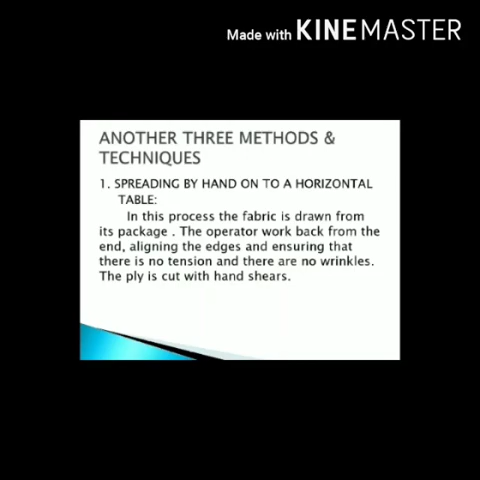 Made with KINEMASTER
ANOTHER THREE METHODS &
TECHNIQUES
1. SPREADING BY HAND ON TO A HORIZONTAL
TABLE:
In this process the fabric is drawn from
its package . The operator work back from the
end, aligning the edges and ensuring that
there is no tension and there are no wrinkles.
The ply is cut with hand shears.